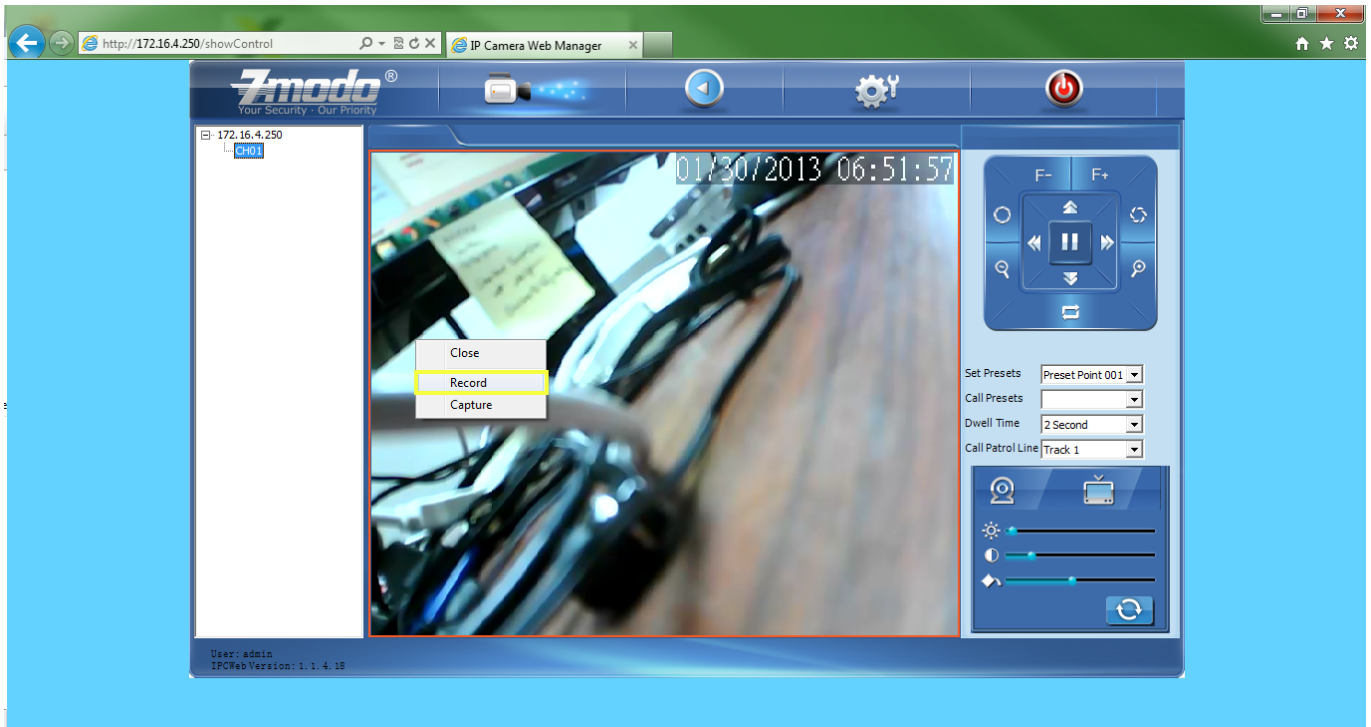 http://172.16.4.250/showControl
IP Camera Web Manager
Zmodo®
Your Security · Our Priority
172.16.4.250
CH01
01/30/2013 06:51:57
Close
Record
Capture
F- F+
Set Presets Preset Point 001
Call Presets
Dwell Time 2 Second
Call Patrol Line Track 1
User: admin
IPCWeb Version: 1.1.4.18